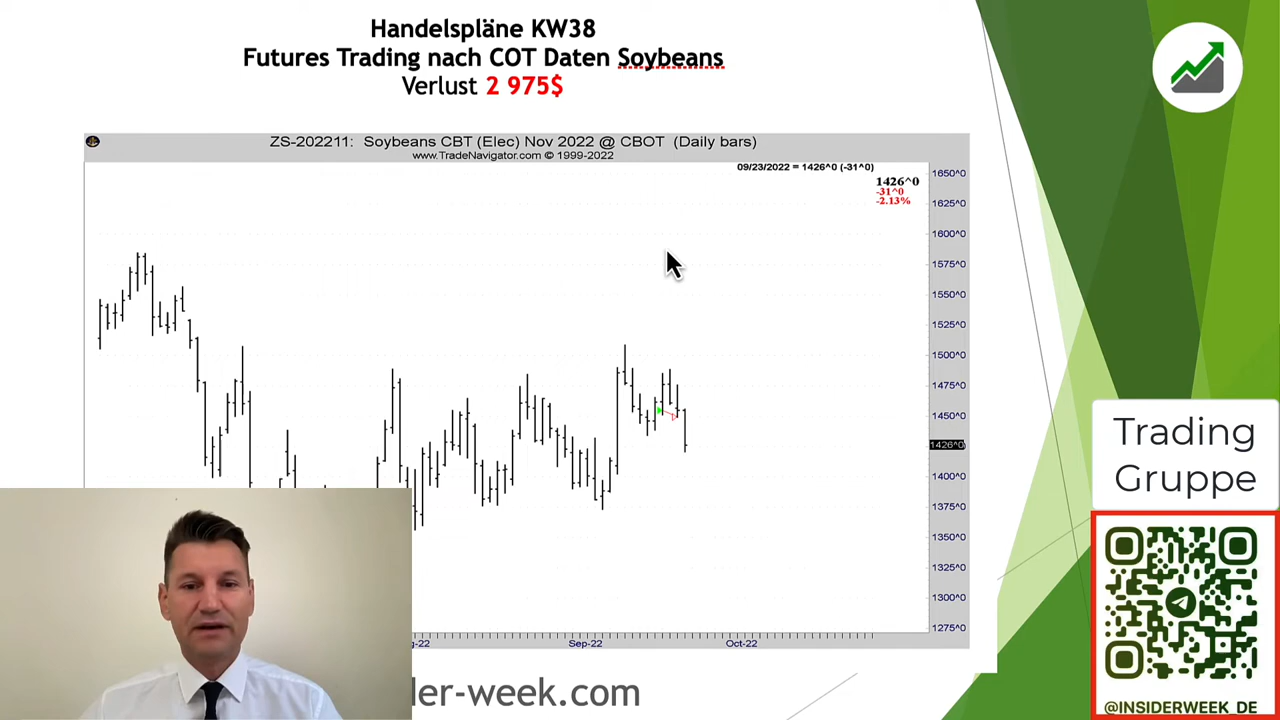 Handelspläne KW38
Futures Trading nach COT Daten Soybeans
Verlust 2 975$
ZS-202211: Soybeans CBT (Elec) Nov 2022 @ CBOT (Daily bars)
www.TradeNavigator.com © 1999-2022
09/23/2022 = 1426^0 (-31^0)
1426^0
-31^0
-2.13%
1650^0
1625^0
1600^0
1575^0
1550^0
1525^0
1500^0
1475^0
1450^0
1426^0
1400^0
1375^0
1350^0
1325^0
1300^0
1275^0
g-22
Sep-22
Oct-22
der-week.com
Trading
Gruppe
@INSIDERWEEK_DE